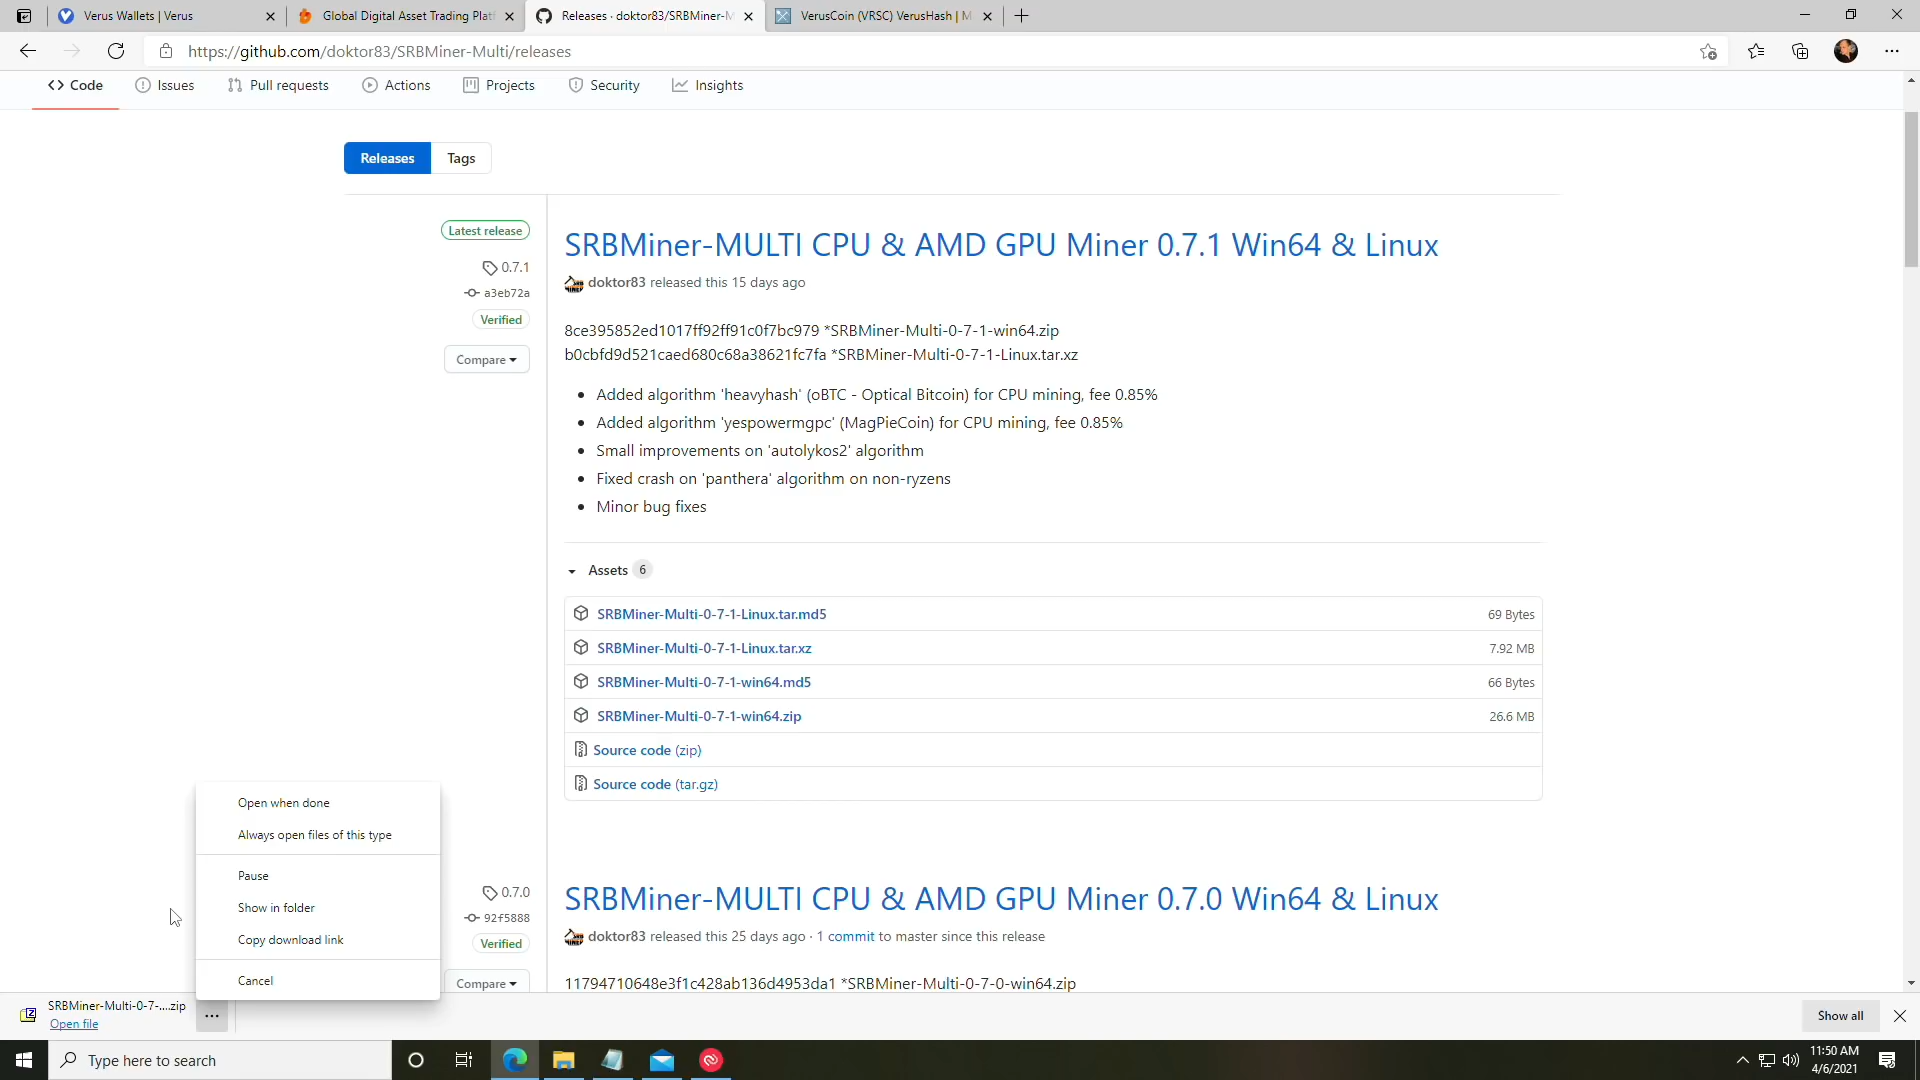 Verus Wallets | Verus
Global Digital Asset Trading Platf
Releases · doktor83/SRBMiner-M
VerusCoin (VRSC) VerusHash | M
https://github.com/doktor83/SRBMiner-Multi/releases
<> Code
Issues
Pull requests
Actions
Projects
Security
Insights
Releases
Tags
Latest release
0.7.1
a3eb72a
Verified
Compare
SRBMiner-MULTI CPU & AMD GPU Miner 0.7.1 Win64 & Linux
doktor83 released this 15 days ago
8ce395852ed1017ff92ff91c0f7bc979 *SRBMiner-Multi-0-7-1-win64.zip
b0cbfd9d521caed680c68a38621fc7fa *SRBMiner-Multi-0-7-1-Linux.tar.xz
• Added algorithm 'heavyhash' (oBTC - Optical Bitcoin) for CPU mining, fee 0.85%
• Added algorithm 'yespowermgpc' (MagPieCoin) for CPU mining, fee 0.85%
• Small improvements on 'autolykos2' algorithm
• Fixed crash on 'panthera' algorithm on non-ryzens
• Minor bug fixes
Assets 6
SRBMiner-Multi-0-7-1-Linux.tar.md5 69 Bytes
SRBMiner-Multi-0-7-1-Linux.tar.xz 7.92 MB
SRBMiner-Multi-0-7-1-win64.md5 66 Bytes
SRBMiner-Multi-0-7-1-win64.zip 26.6 MB
Source code (zip)
Source code (tar.gz)
0.7.0
92f5888
Verified
Compare
SRBMiner-MULTI CPU & AMD GPU Miner 0.7.0 Win64 & Linux
doktor83 released this 25 days ago · 1 commit to master since this release
11794710648e3f1c428ab136d4953da1 *SRBMiner-Multi-0-7-0-win64.zip
Open when done
Always open files of this type
Pause
Show in folder
Copy download link
Cancel
SRBMiner-Multi-0-7-....zip
Open file
Show all
Type here to search
11:50 AM
4/6/2021